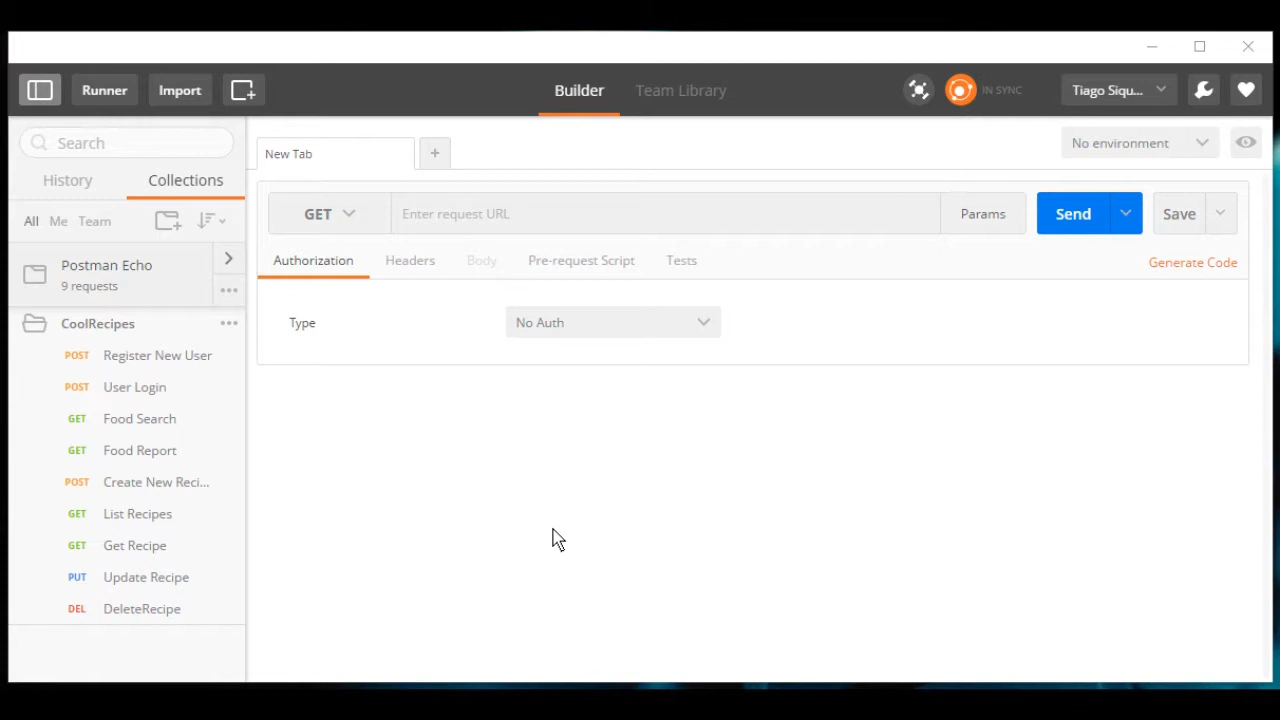 Runner
Import
Builder
Team Library
IN SYNC
Tiago Siqu...
Search
History
Collections
All
Me
Team
Postman Echo
9 requests
CoolRecipes
POST Register New User
POST User Login
GET Food Search
GET Food Report
POST Create New Reci...
GET List Recipes
GET Get Recipe
PUT Update Recipe
DEL DeleteRecipe
New Tab
+
No environment
GET
Enter request URL
Params
Send
Save
Authorization
Headers
Body
Pre-request Script
Tests
Generate Code
Type
No Auth